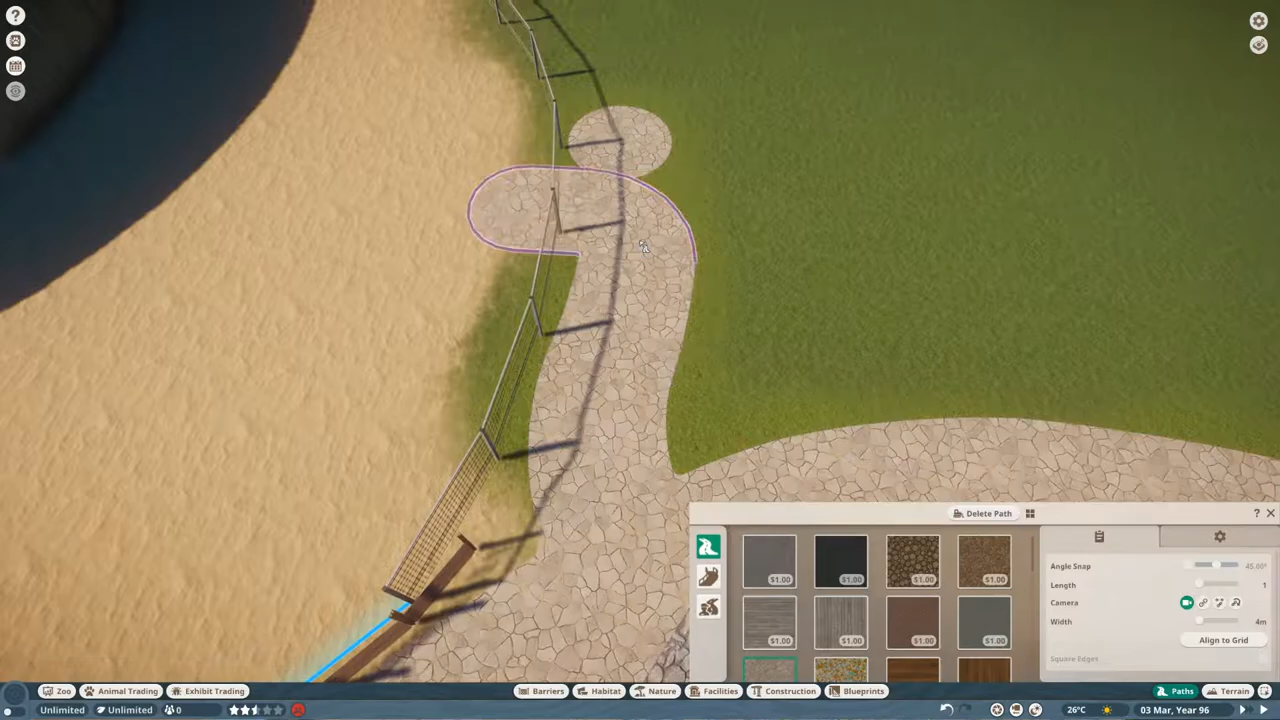 ?
Delete Path
?
$1.00 $1.00 $1.00 $1.00
$1.00 $1.00 $1.00 $1.00
Angle Snap 45.00°
Length 1
Camera
Width 4m
Align to Grid
Square Edges
Zoo Animal Trading Exhibit Trading Barriers Habitat Nature Facilities Construction Blueprints Paths Terrain
Unlimited Unlimited 0 26°C 03 Mar, Year 96